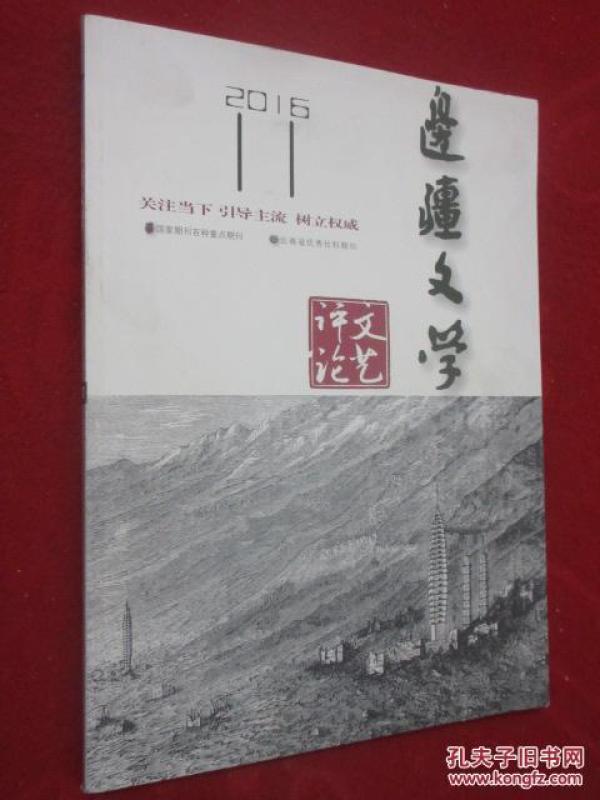 2016
11
邊疆文学
关注当下 引导主流 树立权威
国家期刊百种重点期刊
云南省优秀社科期刊
文艺
评论
孔夫子旧书网
www.kongfz.com